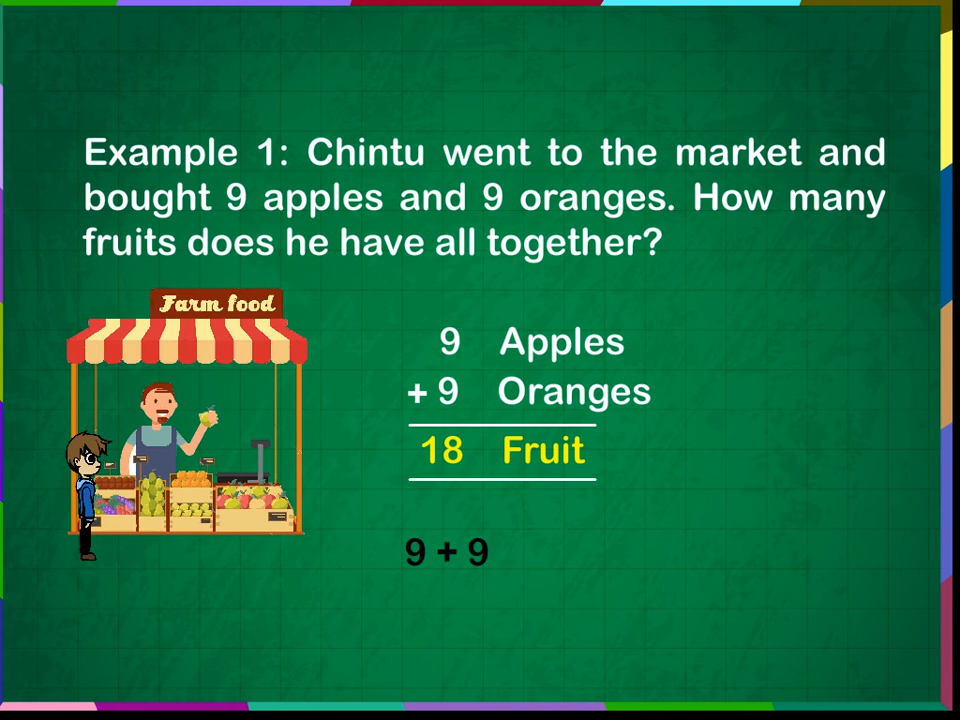 Example 1: Chintu went to the market and
bought 9 apples and 9 oranges. How many
fruits does he have all together?
Farm food
9 Apples
+ 9 Oranges
18 Fruit
9 + 9